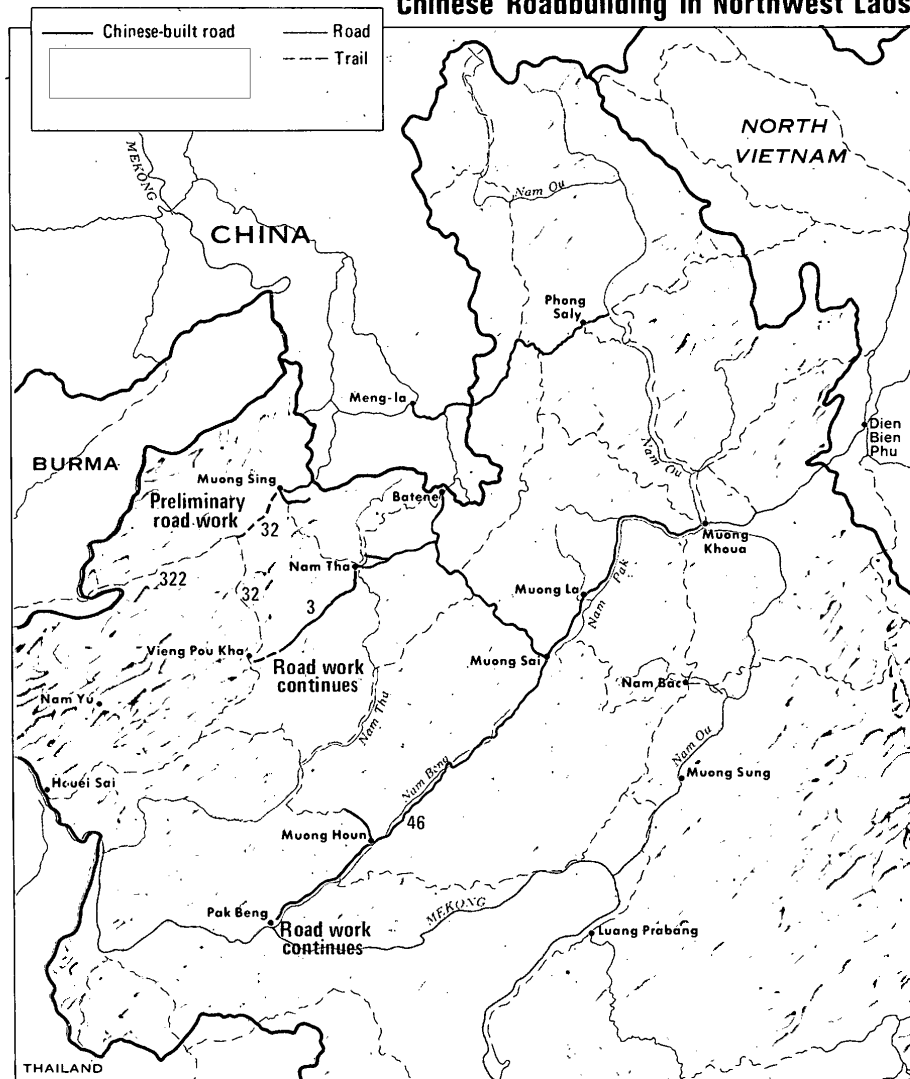 Chinese Roadbuilding in Northwest Laos
Chinese-built road
Road
Trail
MEKONG
NORTH
VIETNAM
CHINA
Nam Ou
Phong
Saly
Meng-la
Dien
Bien
Phu
BURMA
Muong Sing
Nam Ou
Preliminary
road work
Batene
32
Muong
Khoua
Nam Tha
322
32
3
Muong La
Nam Pak
Vieng Pou Kha
Road work
continues
Muong Sai
Nam Bac
Nam Yu
Nam Tha
Nam Ou
Houei Sai
Nam Beng
Muong Sung
46
Muong Houn
Pak Beng
MEKONG
Road work
continues
Luang Prabang
THAILAND